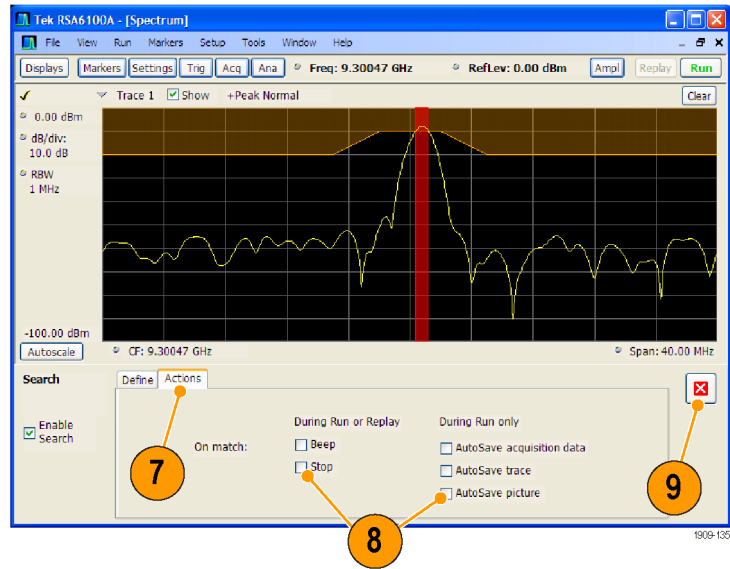 Tek RSA6100A - [Spectrum]
File View Run Markers Setup Tools Window Help
Displays Markers Settings Trig Acq Ana Freq: 9.30047 GHz RefLev: 0.00 dBm Ampl Replay Run
Trace 1 Show +Peak Normal Clear
0.00 dBm
dB/div:
10.0 dB
RBW
1 MHz
-100.00 dBm
Autoscale CF: 9.30047 GHz Span: 40.00 MHz
Search Define Actions
During Run or Replay During Run only
Enable
Search
On match: Beep AutoSave acquisition data
Stop AutoSave trace
AutoSave picture
7
8
9
1909-135